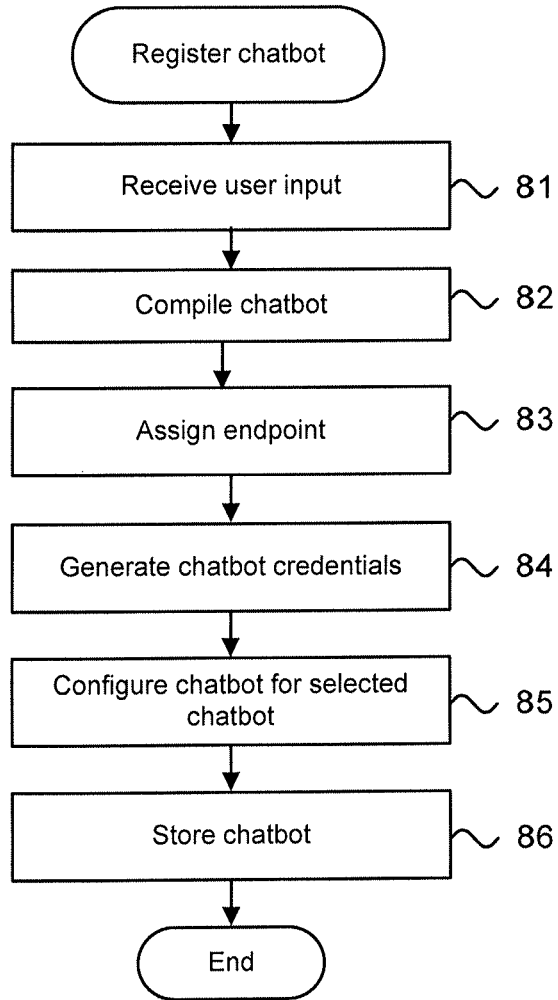 Register chatbot
Receive user input
81
Compile chatbot
82
Assign endpoint
83
Generate chatbot credentials
84
Configure chatbot for selected
chatbot
85
Store chatbot
86
End